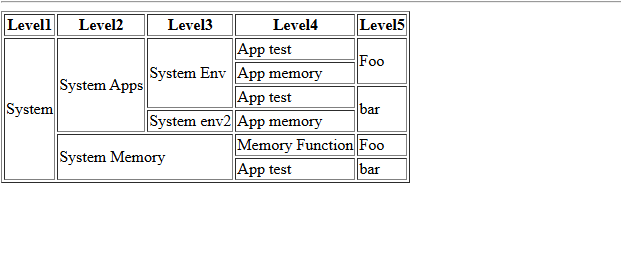 Level1 Level2 Level3 Level4 Level5
App test
Foo
System Env
App memory
System Apps
App test
System
bar
System env2 App memory
Memory Function Foo
System Memory
App test bar